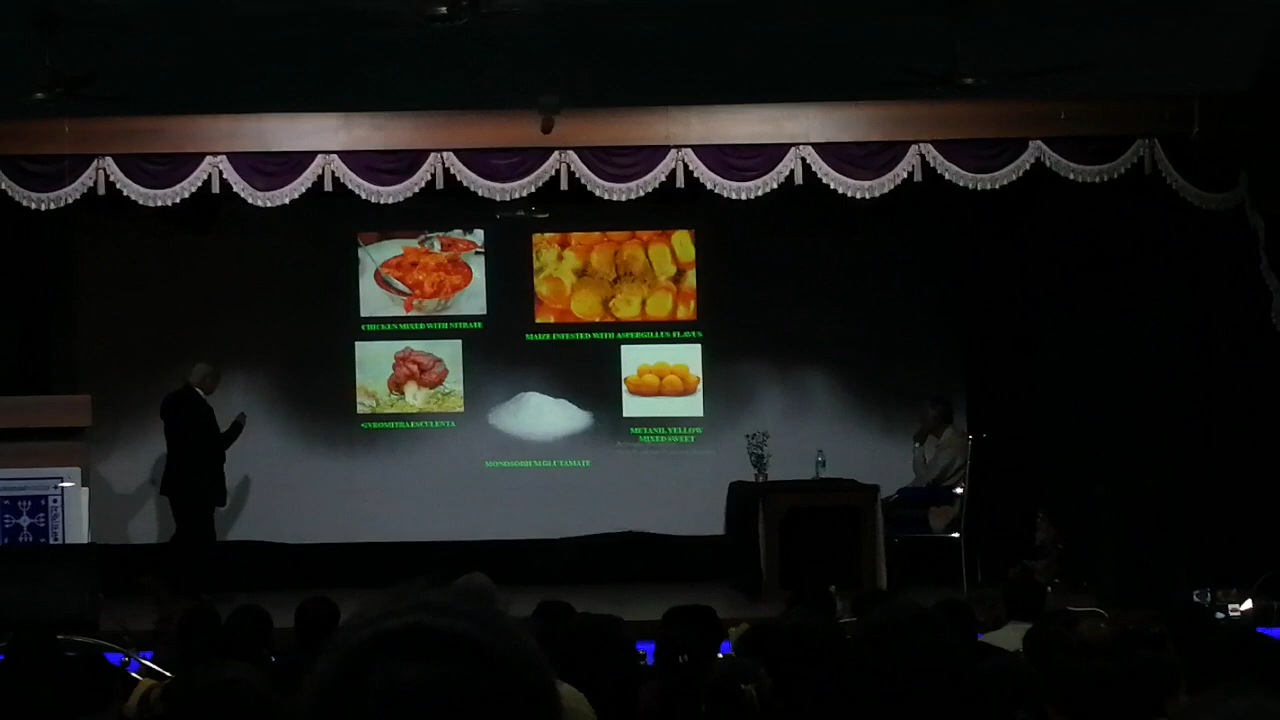 CHICKEN MIXED WITH NITRATE
MAIZE INFESTED WITH ASPERGILLUS FLAVUS
GYROMITRA ESCULENTA
METANIL YELLOW
MIXED SWEET
MONOSODIUM GLUTAMATE